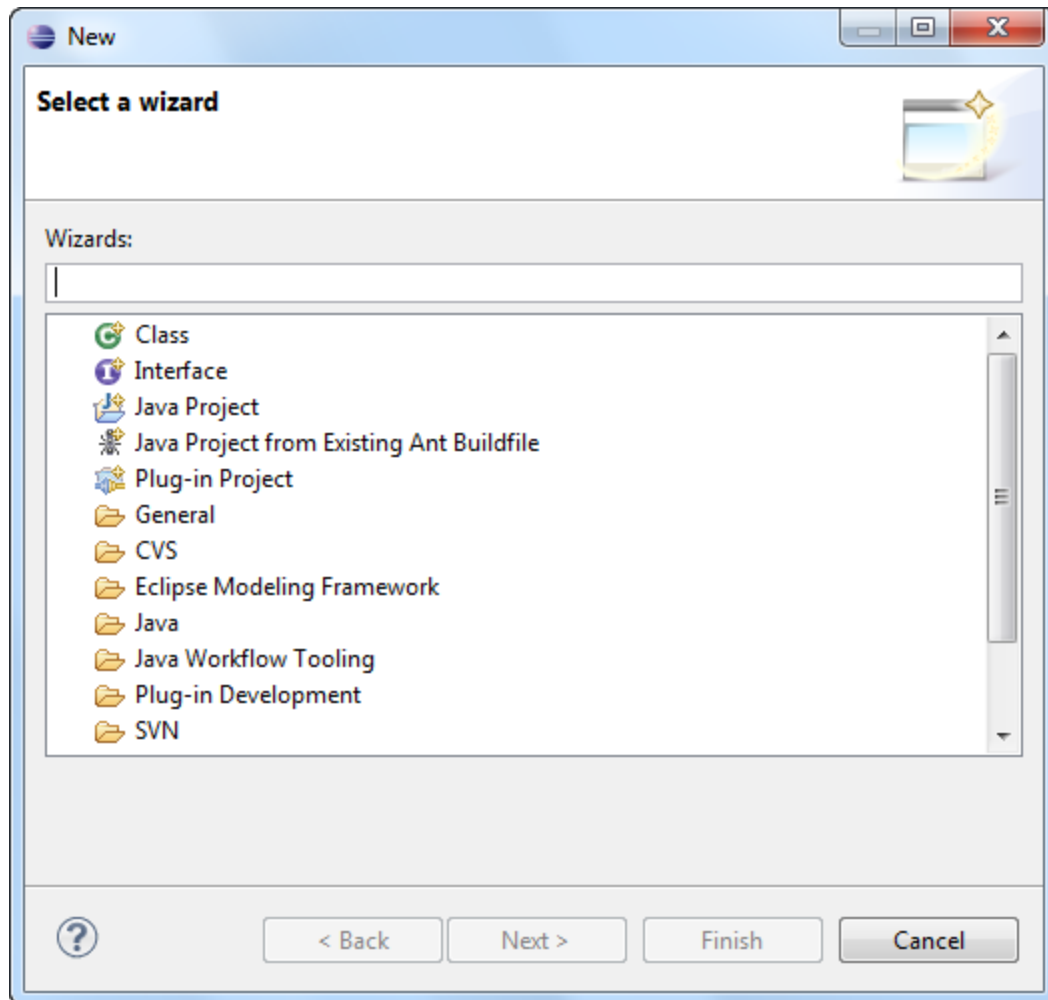 New
Select a wizard
Wizards:
Class
Interface
Java Project
Java Project from Existing Ant Buildfile
Plug-in Project
General
CVS
Eclipse Modeling Framework
Java
Java Workflow Tooling
Plug-in Development
SVN
? < Back Next > Finish Cancel